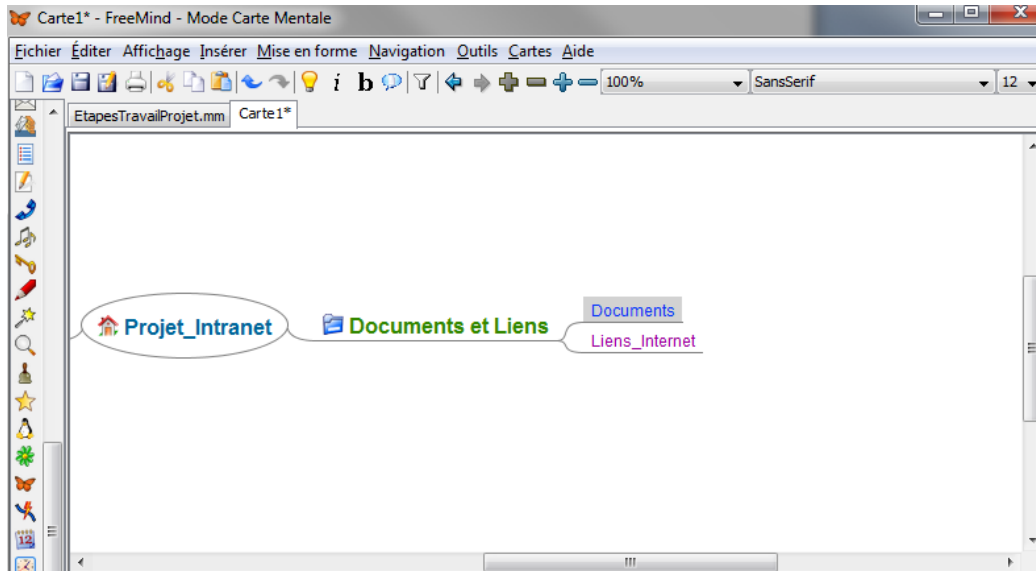 Carte1* - FreeMind - Mode Carte Mentale
Fichier Éditer Affichage Insérer Mise en forme Navigation Outils Cartes Aide
i b 100% SansSerif 12
EtapesTravailProjet.mm Carte1*
Documents
Projet_Intranet Documents et Liens
Liens_Internet
12